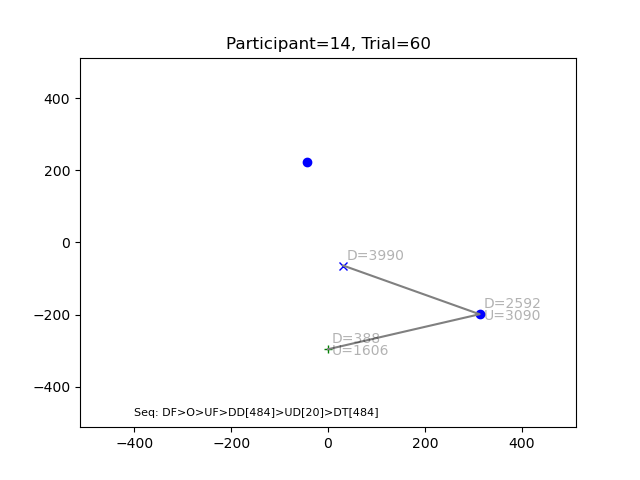 Participant=14, Trial=60
400
200
0
−200
−400
D=3990
D=2592
U=3090
D=388
U=1606
Seq: DF>O>UF>DD[484]>UD[20]>DT[484]
−400
−200
0
200
400